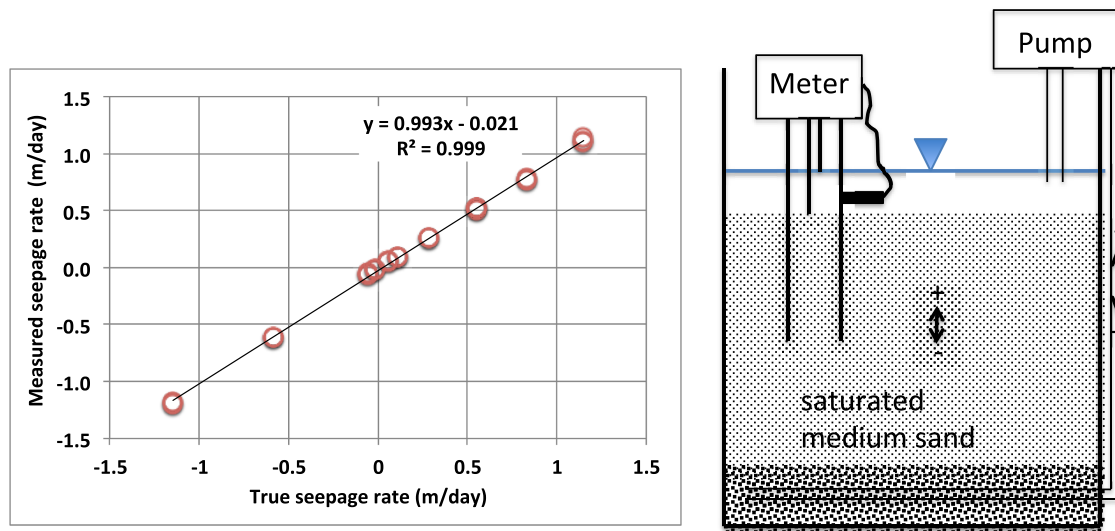 1.5
1.0
0.5
0.0
-0.5
-1.0
-1.5
-1.5
-1
-0.5
0
0.5
1
1.5
Measured seepage rate (m/day)
True seepage rate (m/day)
y = 0.993x - 0.021
R² = 0.999
Pump
Meter
+
-
saturated
medium sand